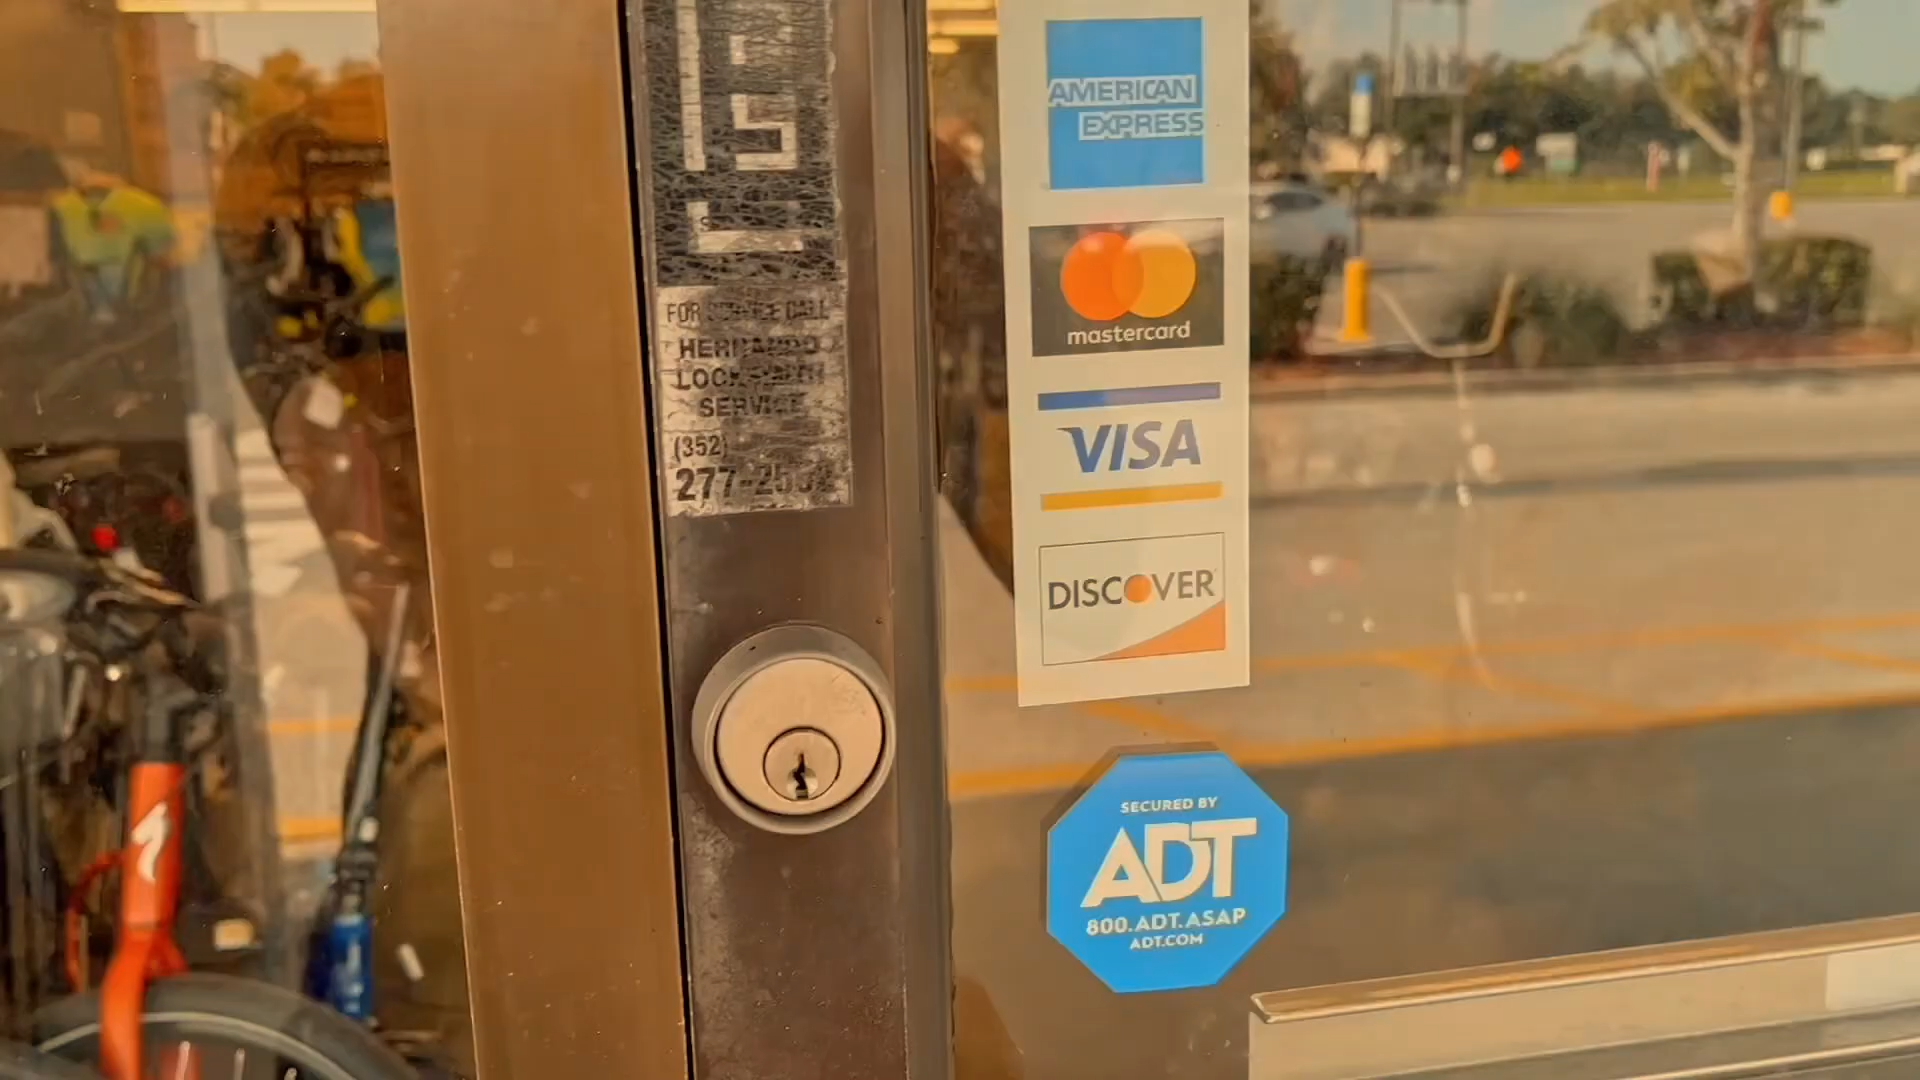 AMERICAN
EXPRESS
mastercard
VISA
DISCOVER
FOR SERVICE CALL
HERNANDO
LOCKSMITH
SERVICE
(352)
SECURED BY
ADT
800.ADT.ASAP
ADT.COM